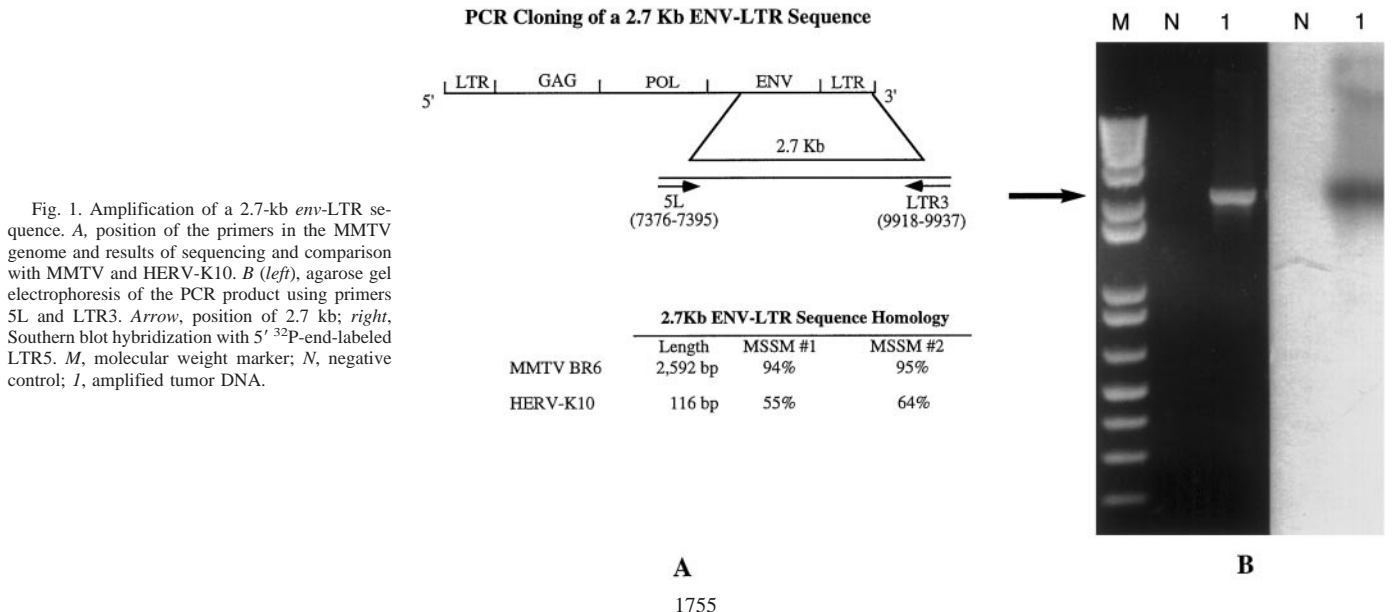 PCR Cloning of a 2.7 Kb ENV-LTR Sequence
5' LTR GAG POL ENV LTR 3'
2.7 Kb
5L LTR3
(7376-7395) (9918-9937)
2.7Kb ENV-LTR Sequence Homology
Length MSSM #1 MSSM #2
MMTV BR6 2,592 bp 94% 95%
HERV-K10 116 bp 55% 64%
A
M N 1 N 1
B
Fig. 1. Amplification of a 2.7-kb env-LTR se-
quence. A, position of the primers in the MMTV
genome and results of sequencing and comparison
with MMTV and HERV-K10. B (left), agarose gel
electrophoresis of the PCR product using primers
5L and LTR3. Arrow, position of 2.7 kb; right,
Southern blot hybridization with 5′ ³²P-end-labeled
LTR5. M, molecular weight marker; N, negative
control; 1, amplified tumor DNA.
1755